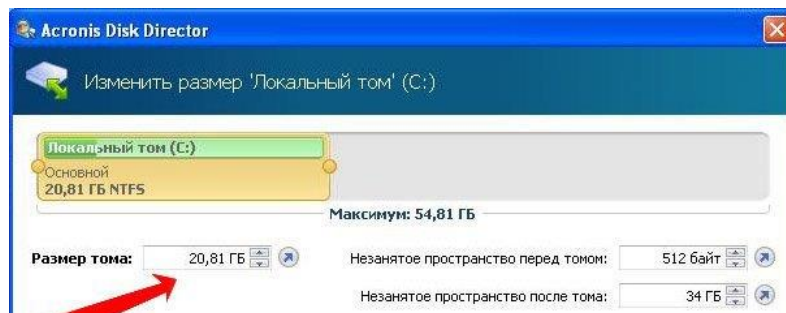 Acronis Disk Director
Изменить размер 'Локальный том' (C:)
Локальный том (C:)
Основной
20,81 ГБ NTFS
Максимум: 54,81 ГБ
Размер тома: 20,81 ГБ Незанятое пространство перед томом: 512 байт
Незанятое пространство после тома: 34 ГБ